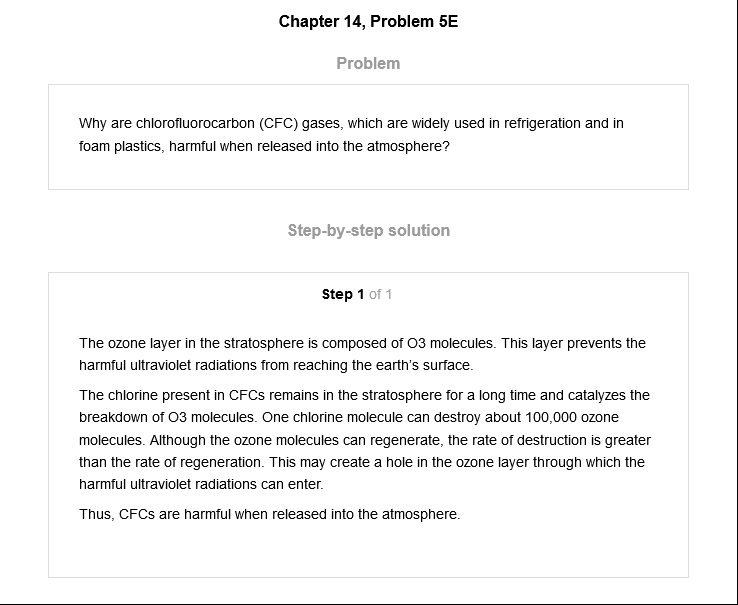 Chapter 14, Problem 5E
Problem
Why are chlorofluorocarbon (CFC) gases, which are widely used in refrigeration and in
foam plastics, harmful when released into the atmosphere?
Step-by-step solution
Step 1 of 1
The ozone layer in the stratosphere is composed of O3 molecules. This layer prevents the
harmful ultraviolet radiations from reaching the earth’s surface.
The chlorine present in CFCs remains in the stratosphere for a long time and catalyzes the
breakdown of O3 molecules. One chlorine molecule can destroy about 100,000 ozone
molecules. Although the ozone molecules can regenerate, the rate of destruction is greater
than the rate of regeneration. This may create a hole in the ozone layer through which the
harmful ultraviolet radiations can enter.
Thus, CFCs are harmful when released into the atmosphere.